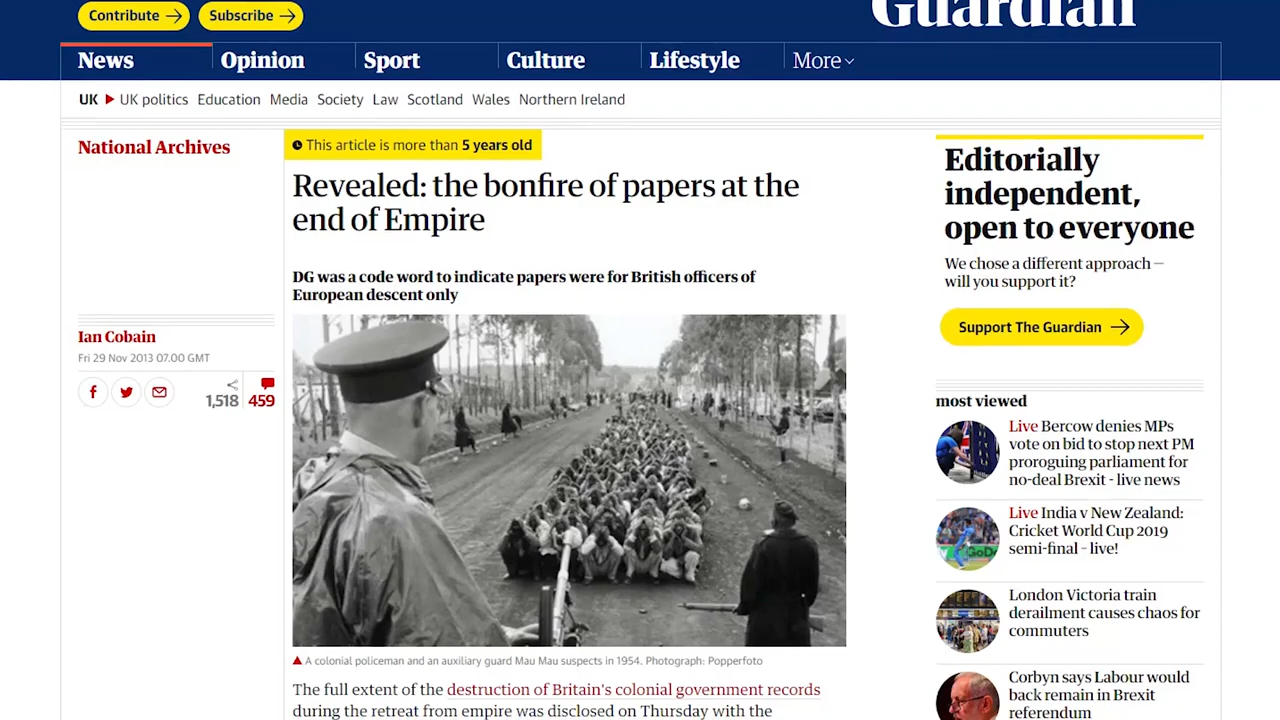 Contribute → Subscribe →
Guardian
News Opinion Sport Culture Lifestyle More
UK UK politics Education Media Society Law Scotland Wales Northern Ireland
National Archives
This article is more than 5 years old
Revealed: the bonfire of papers at the
end of Empire
DG was a code word to indicate papers were for British officers of
European descent only
Ian Cobain
Fri 29 Nov 2013 07.00 GMT
1,518 459
A colonial policeman and an auxiliary guard Mau Mau suspects in 1954. Photograph: Popperfoto
The full extent of the destruction of Britain's colonial government records
during the retreat from empire was disclosed on Thursday with the
Editorially
independent,
open to everyone
We chose a different approach –
will you support it?
Support The Guardian →
most viewed
Live Bercow denies MPs
vote on bid to stop next PM
proroguing parliament for
no-deal Brexit - live news
Live India v New Zealand:
Cricket World Cup 2019
semi-final – live!
London Victoria train
derailment causes chaos for
commuters
Corbyn says Labour would
back remain in Brexit
referendum